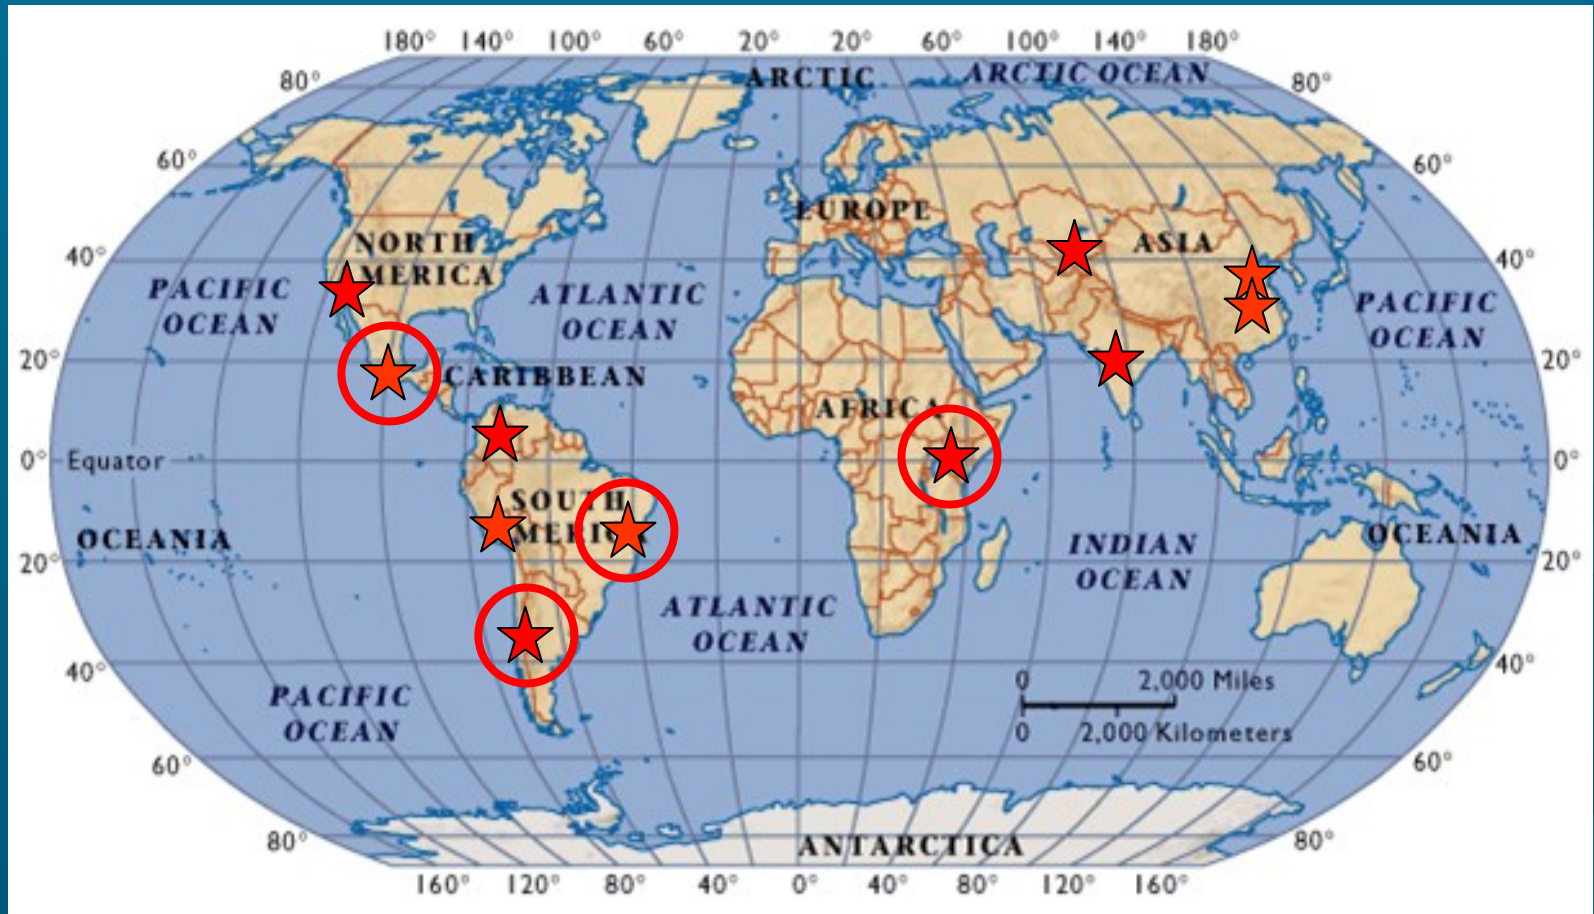 180° 140° 100° 60° 20° 20° 60° 100° 140° 180°
ARCTIC
ARCTIC OCEAN
80° 80°
60° 60°
EUROPE
NORTH
MERICA
ASIA
40° 40°
PACIFIC
OCEAN
ATLANTIC
OCEAN
PACIFIC
OCEAN
20° 20°
CARIBBEAN
AFRICA
0° Equator 0°
SOUTH
MERICA
OCEANIA
OCEANIA
INDIAN
OCEAN
20° 20°
ATLANTIC
OCEAN
40° 40°
0 2,000 Miles
0 2,000 Kilometers
PACIFIC
OCEAN
60° 60°
80° 80°
ANTARCTICA
160° 120° 80° 40° 0° 40° 80° 120° 160°